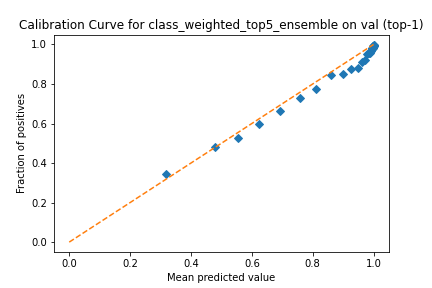 Calibration Curve for class_weighted_top5_ensemble on val (top-1)
1.0
0.8
0.6
0.4
0.2
0.0
Fraction of positives
0.0 0.2 0.4 0.6 0.8 1.0
Mean predicted value